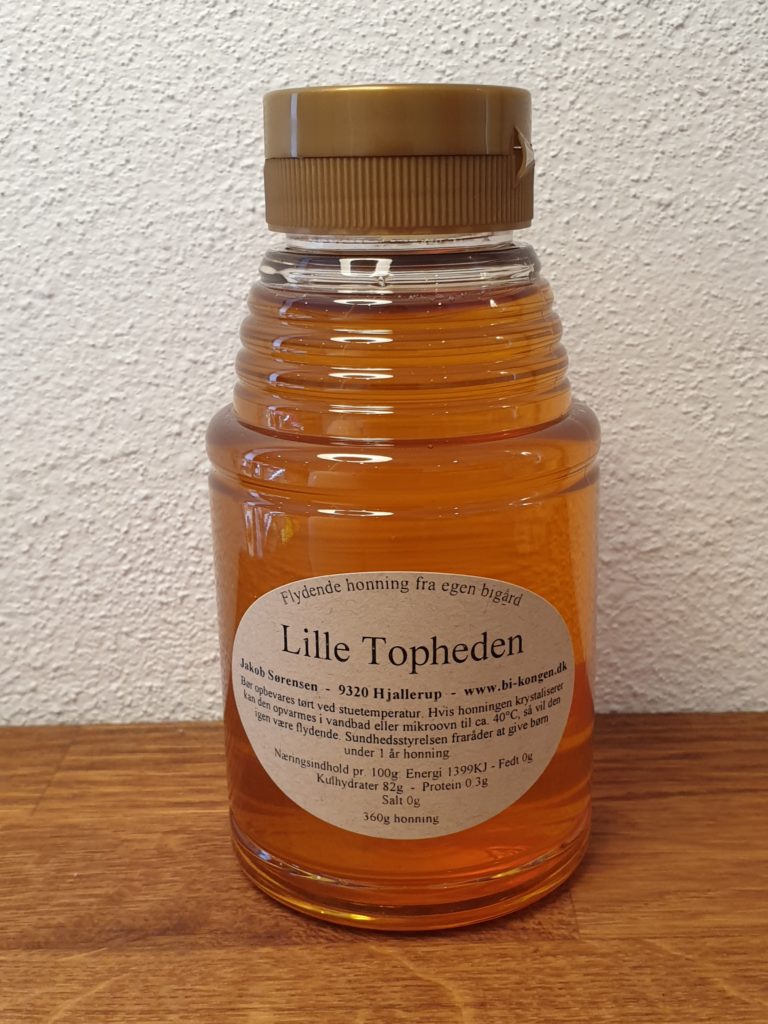 Flydende honning fra egen bigård
Lille Topheden
Jakob Sørensen - 9320 Hjallerup - www.bi-kongen.dk
Bør opbevares tørt ved stuetemperatur. Hvis honningen krystaliserer
kan den opvarmes i vandbad eller mikroovn til ca. 40°C, så vil den
igen være flydende. Sundhedsstyrelsen fraråder at give børn
under 1 år honning
Næringsindhold pr. 100g Energi 1399KJ - Fedt 0g
Kulhydrater 82g - Protein 0.3g
Salt 0g
360g honning